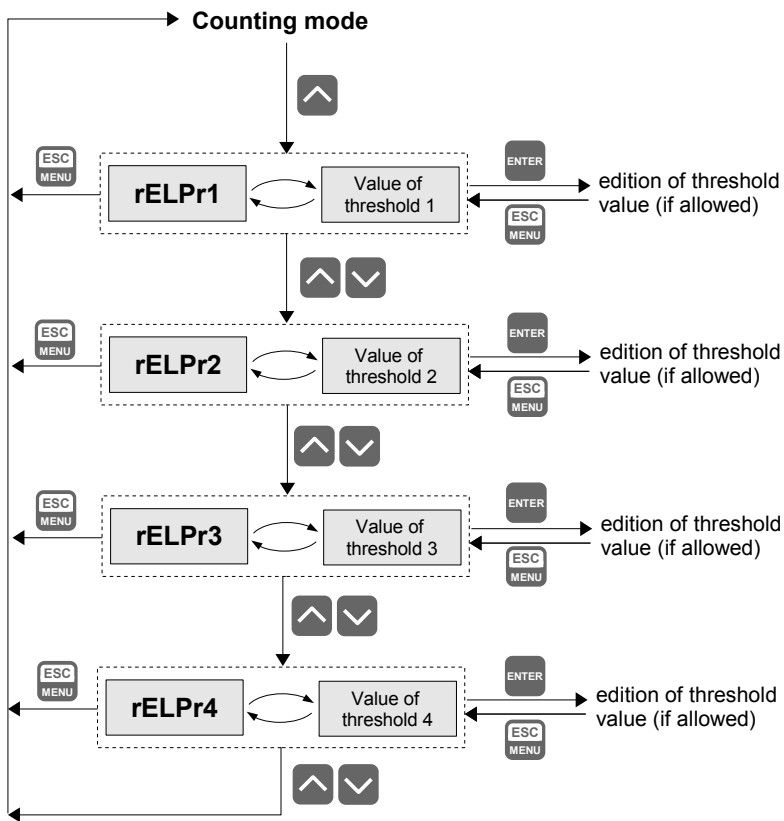 Counting mode
ESC
MENU
rELPr1
Value of
threshold 1
ENTER
ESC
MENU
edition of threshold
value (if allowed)
ESC
MENU
rELPr2
Value of
threshold 2
ENTER
ESC
MENU
edition of threshold
value (if allowed)
ESC
MENU
rELPr3
Value of
threshold 3
ENTER
ESC
MENU
edition of threshold
value (if allowed)
ESC
MENU
rELPr4
Value of
threshold 4
ENTER
ESC
MENU
edition of threshold
value (if allowed)